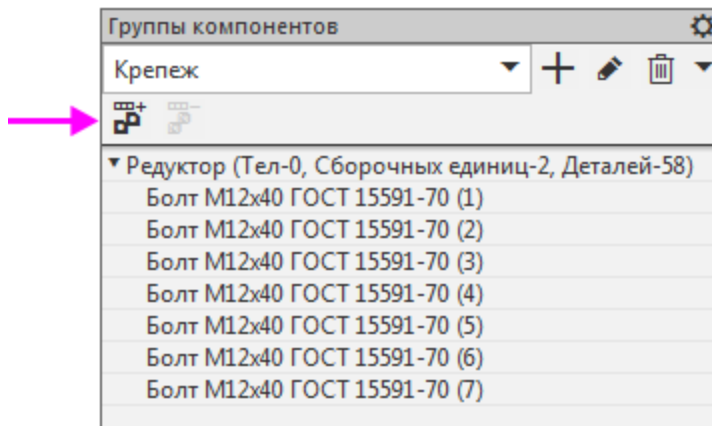 Группы компонентов
Крепеж
Редуктор (Тел-0, Сборочных единиц-2, Деталей-58)
Болт М12х40 ГОСТ 15591-70 (1)
Болт М12х40 ГОСТ 15591-70 (2)
Болт М12х40 ГОСТ 15591-70 (3)
Болт М12х40 ГОСТ 15591-70 (4)
Болт М12х40 ГОСТ 15591-70 (5)
Болт М12х40 ГОСТ 15591-70 (6)
Болт М12х40 ГОСТ 15591-70 (7)